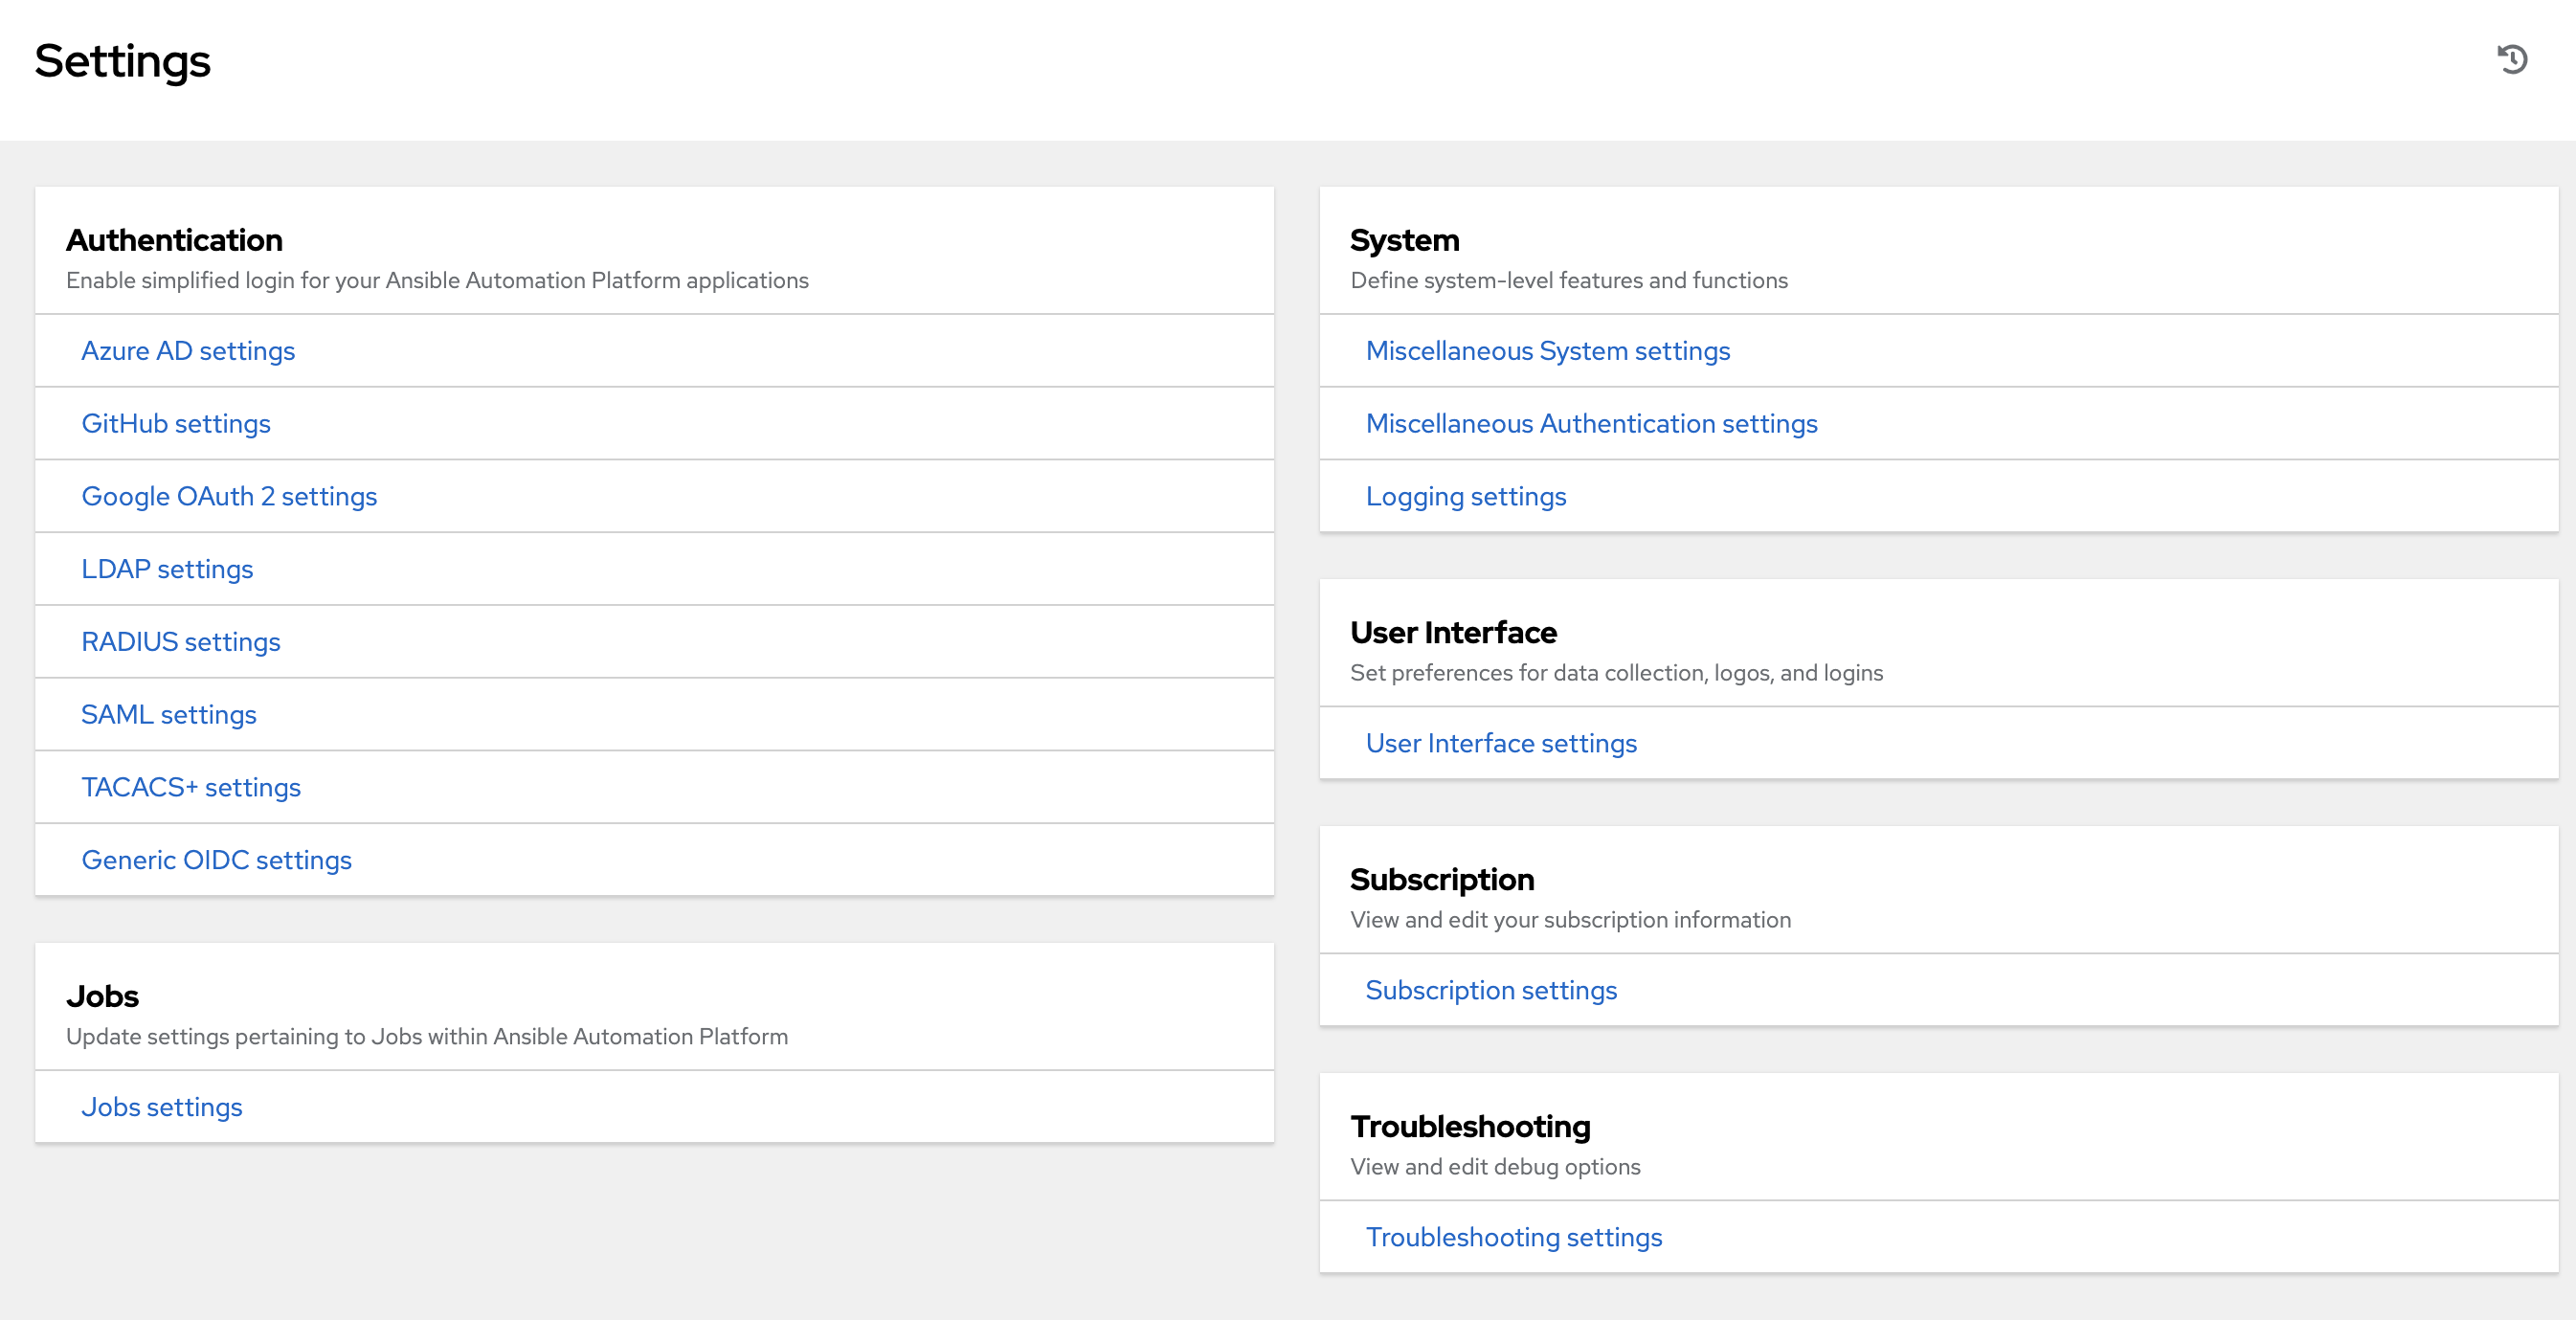 Settings
Authentication
Enable simplified login for your Ansible Automation Platform applications
Azure AD settings
GitHub settings
Google OAuth 2 settings
LDAP settings
RADIUS settings
SAML settings
TACACS+ settings
Generic OIDC settings
Jobs
Update settings pertaining to Jobs within Ansible Automation Platform
Jobs settings
System
Define system-level features and functions
Miscellaneous System settings
Miscellaneous Authentication settings
Logging settings
User Interface
Set preferences for data collection, logos, and logins
User Interface settings
Subscription
View and edit your subscription information
Subscription settings
Troubleshooting
View and edit debug options
Troubleshooting settings